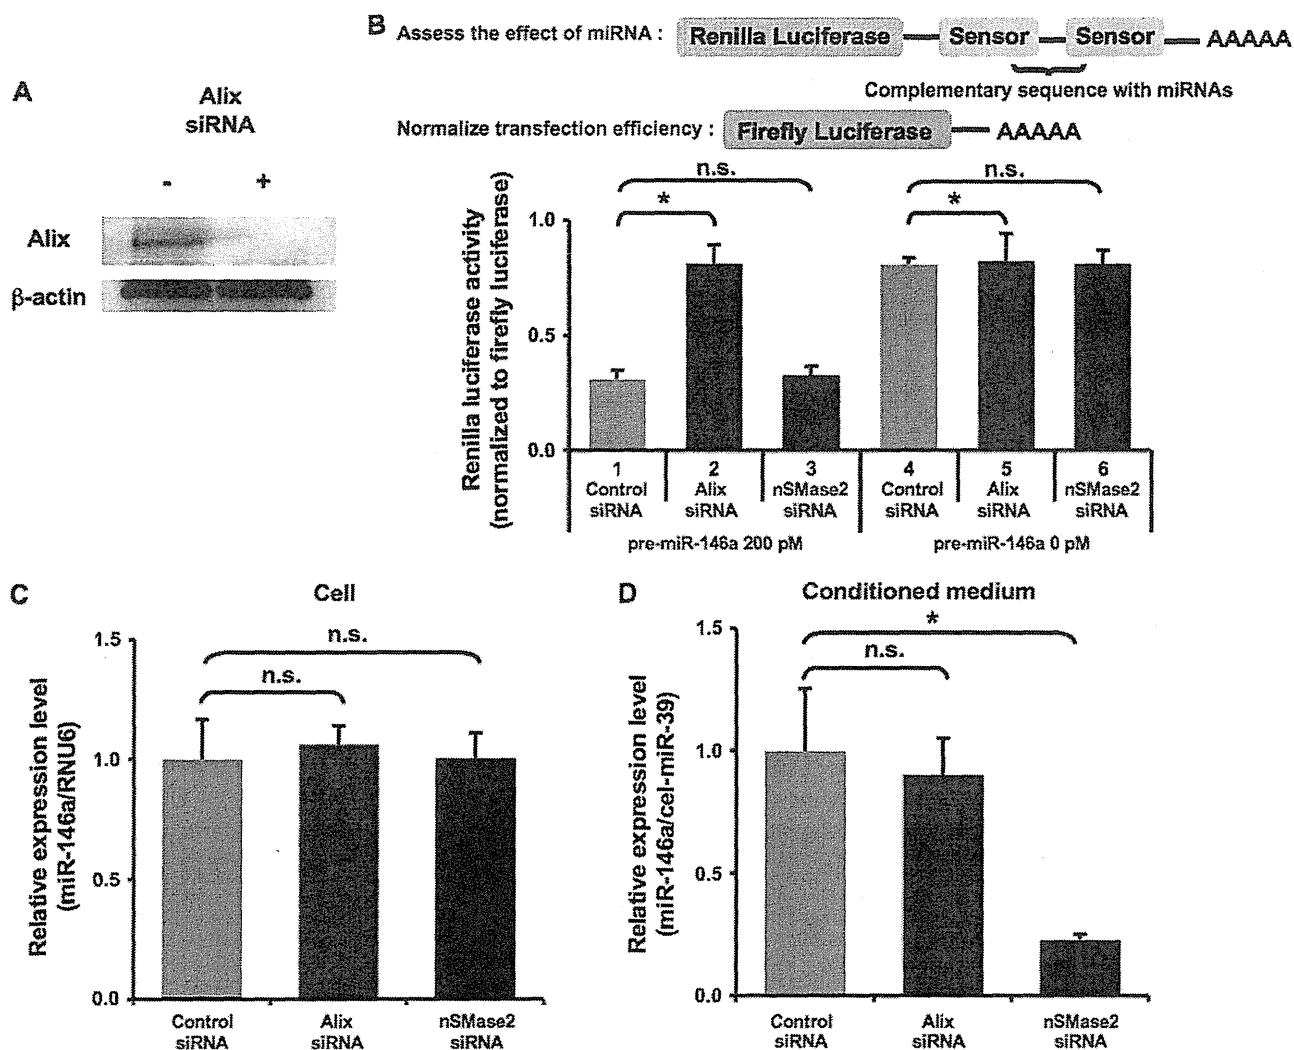 A
Alix
siRNA
- +
Alix
β-actin
B
Assess the effect of miRNA : Renilla Luciferase Sensor Sensor AAAAA
Complementary sequence with miRNAs
Normalize transfection efficiency : Firefly Luciferase AAAAA
Renilla luciferase activity
(normalized to firefly luciferase)
n.s. n.s.
* *
1.0
0.5
0.0
1 2 3 4 5 6
Control Alix nSMase2 Control Alix nSMase2
siRNA siRNA siRNA siRNA siRNA siRNA
pre-miR-146a 200 pM pre-miR-146a 0 pM
C
Cell
Relative expression level
(miR-146a/RNU6)
n.s.
n.s.
1.5
1.0
0.5
0.0
Control Alix nSMase2
siRNA siRNA siRNA
D
Conditioned medium
Relative expression level
(miR-146a/cel-miR-39)
*
n.s.
1.5
1.0
0.5
0.0
Control Alix nSMase2
siRNA siRNA siRNA